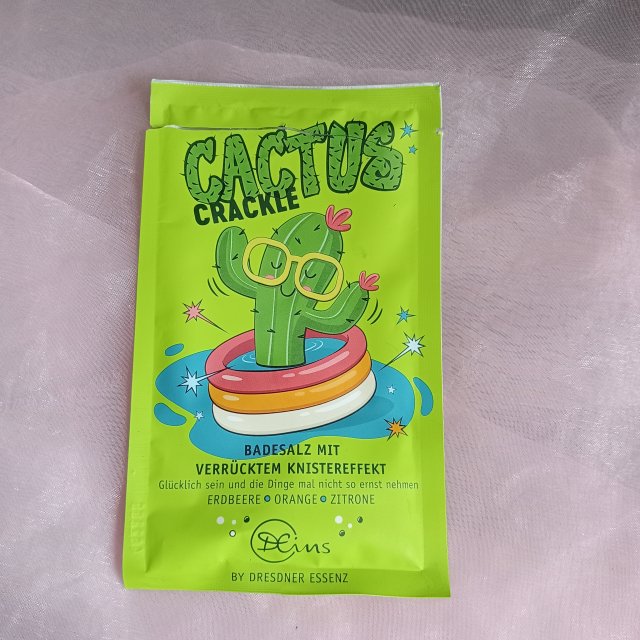 CACTUS
CRACKLE
BADESALZ MIT
VERRÜCKTEM KNISTEREFFEKT
Glücklich sein und die Dinge mal nicht so ernst nehmen
ERDBEERE • ORANGE • ZITRONE
Deins
BY DRESDNER ESSENZ